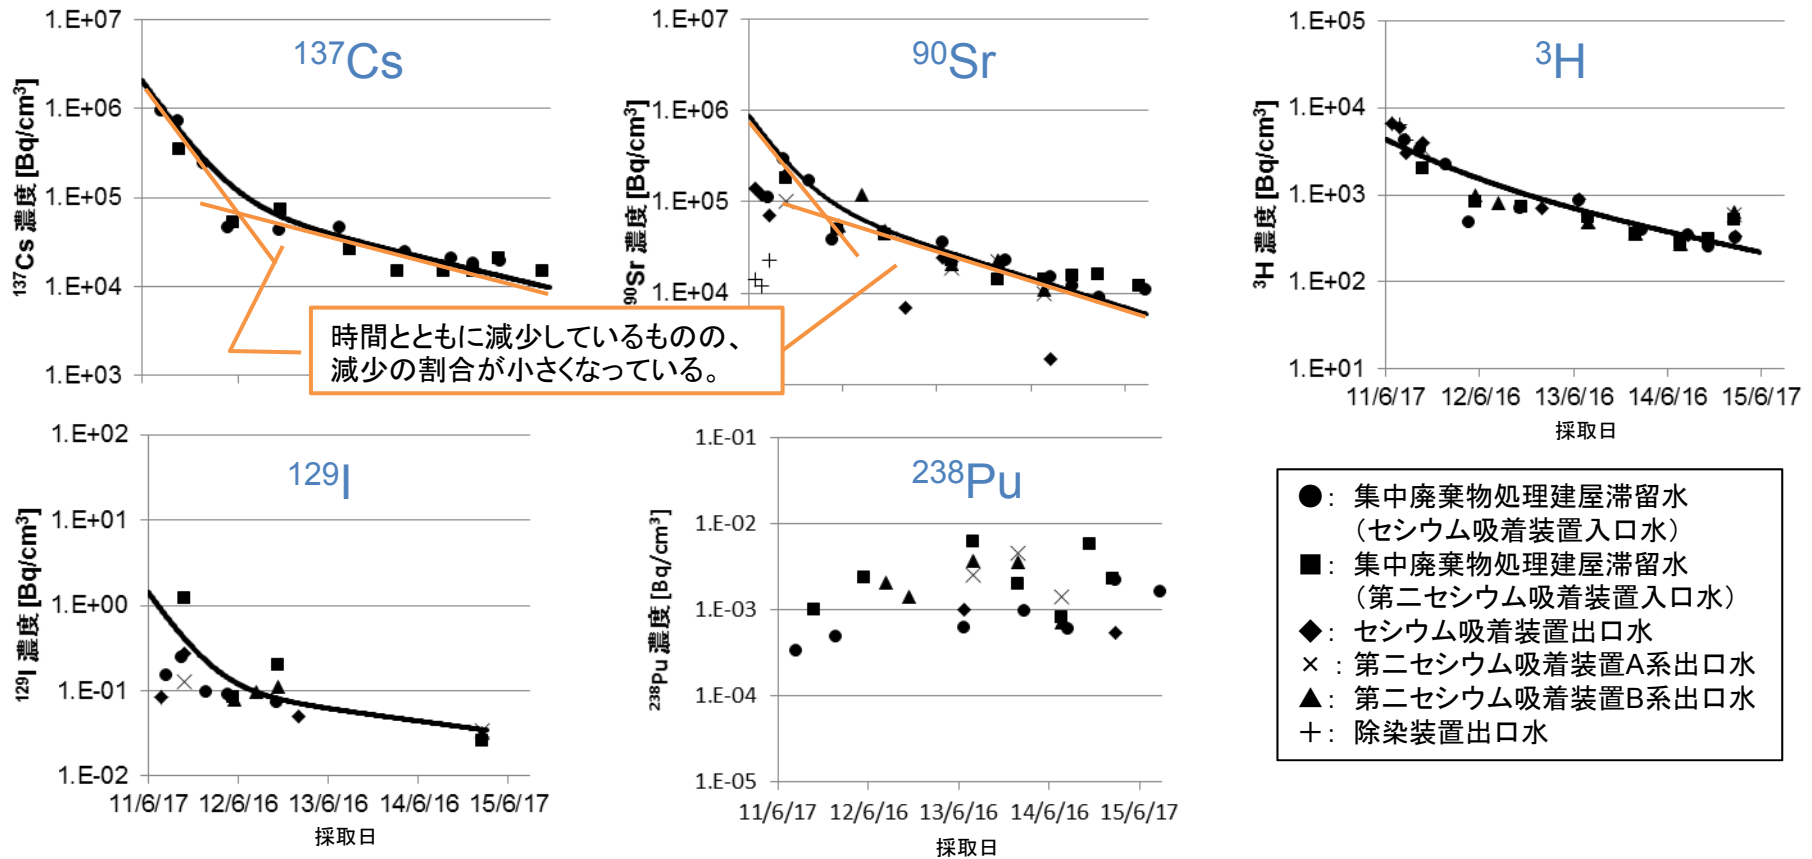 137Cs
1.E+07
1.E+06
1.E+05
1.E+04
1.E+03
137Cs 濃度 [Bq/cm3]
90Sr
1.E+07
1.E+06
1.E+05
1.E+04
90Sr 濃度 [Bq/cm3]
時間とともに減少しているものの、
減少の割合が小さくなっている。
3H
1.E+05
1.E+04
1.E+03
1.E+02
1.E+01
3H 濃度 [Bq/cm3]
11/6/17 12/6/16 13/6/16 14/6/16 15/6/17
採取日
129I
1.E+02
1.E+01
1.E+00
1.E-01
1.E-02
129I 濃度 [Bq/cm3]
11/6/17 12/6/16 13/6/16 14/6/16 15/6/17
採取日
238Pu
1.E-01
1.E-02
1.E-03
1.E-04
1.E-05
238Pu 濃度 [Bq/cm3]
11/6/17 12/6/16 13/6/16 14/6/16 15/6/17
採取日
●: 集中廃棄物処理建屋滞留水
(セシウム吸着装置入口水)
■: 集中廃棄物処理建屋滞留水
(第二セシウム吸着装置入口水)
◆: セシウム吸着装置出口水
×: 第二セシウム吸着装置A系出口水
▲: 第二セシウム吸着装置B系出口水
+: 除染装置出口水